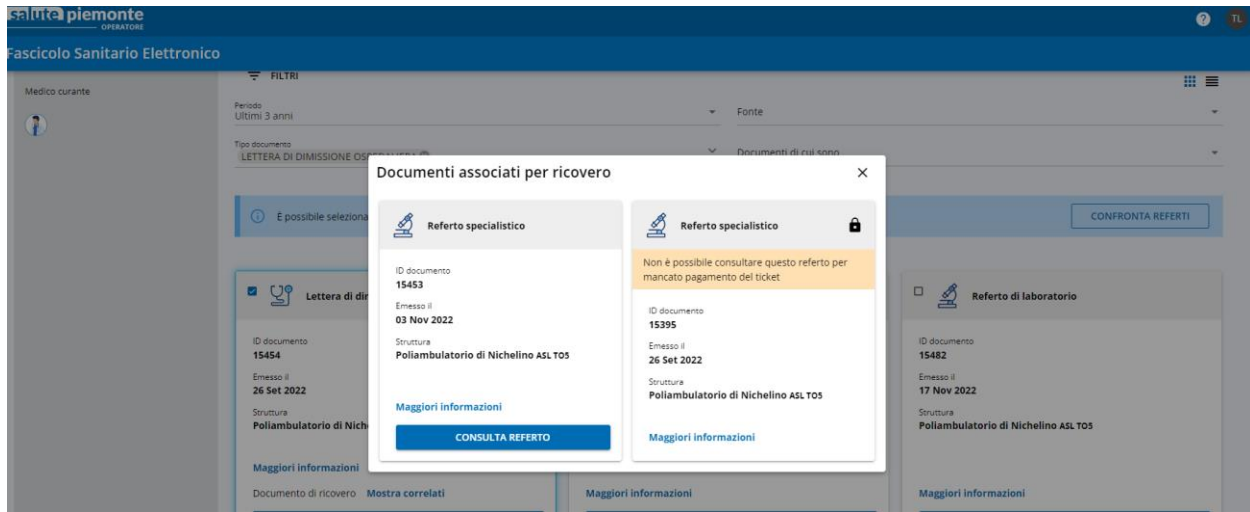 salute piemonte
OPERATORE
?
TL
Fascicolo Sanitario Elettronico
Medico curante
FILTRI
Periodo
Ultimi 3 anni
Fonte
Tipo documento
LETTERA DI DIMISSIONE
Documenti di cui sono
È possibile seleziona
CONFRONTA REFERTI
Documenti associati per ricovero
Referto specialistico
ID documento
15453
Emesso il
03 Nov 2022
Struttura
Poliambulatorio di Nichelino ASL TO5
Maggiori informazioni
CONSULTA REFERTO
Referto specialistico
Non è possibile consultare questo referto per
mancato pagamento del ticket
ID documento
15395
Emesso il
26 Set 2022
Struttura
Poliambulatorio di Nichelino ASL TO5
Maggiori informazioni
Lettera di dir
ID documento
15454
Emesso il
26 Set 2022
Struttura
Poliambulatorio di Nich
Maggiori informazioni
Documento di ricovero Mostra correlati
Maggiori informazioni
Referto di laboratorio
ID documento
15482
Emesso il
17 Nov 2022
Struttura
Poliambulatorio di Nichelino ASL TO5
Maggiori informazioni